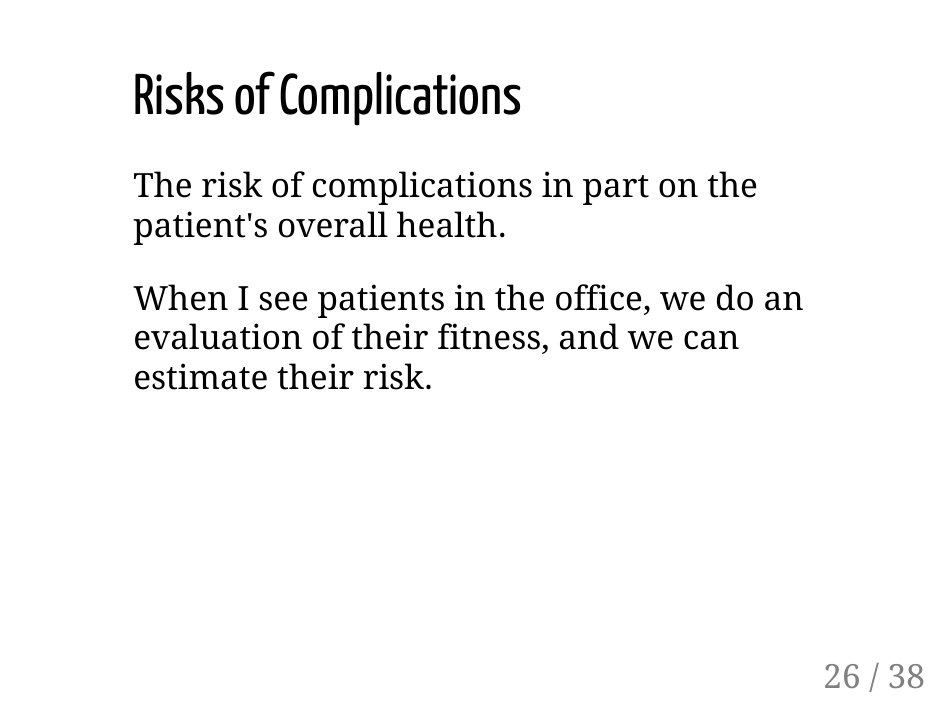 Risks of Complications
The risk of complications in part on the
patient's overall health.
When I see patients in the office, we do an
evaluation of their fitness, and we can
estimate their risk.
26 / 38